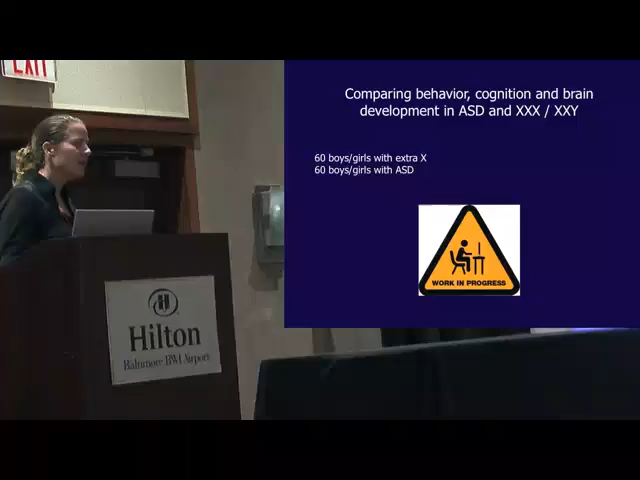 EXIT
Comparing behavior, cognition and brain
development in ASD and XXX / XXY
60 boys/girls with extra X
60 boys/girls with ASD
WORK IN PROGRESS
H
Hilton
Baltimore BWI Airport